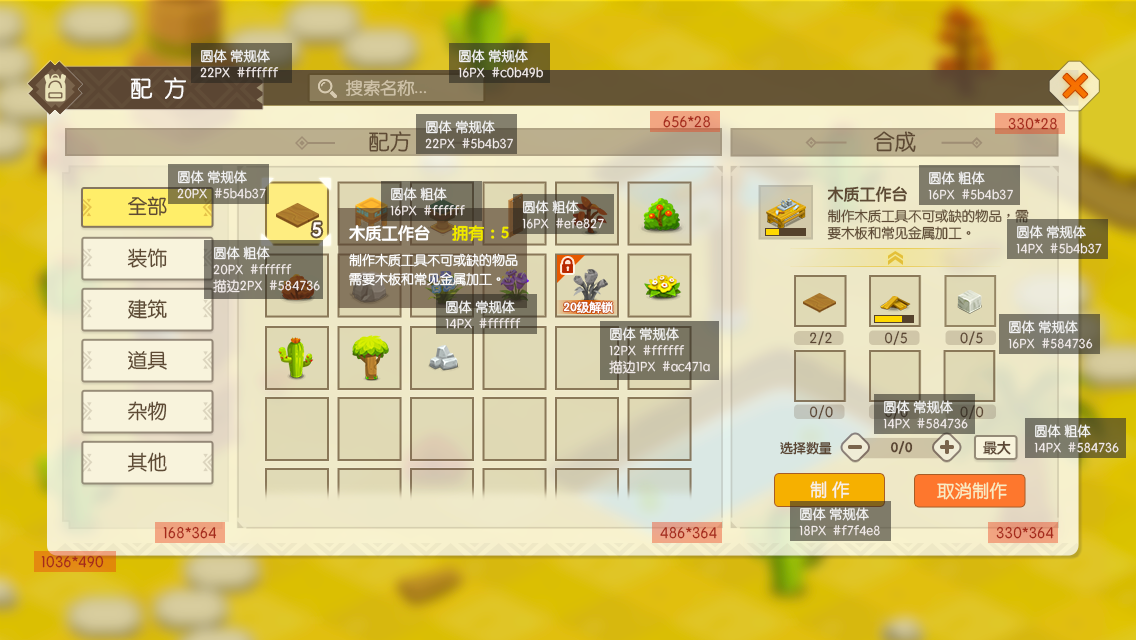 圆体 常规体
22PX #ffffff
圆体 常规体
16PX #c0b49b
配 方
搜索名称...
656*28
330*28
配方
圆体 常规体
22PX #5b4b37
合成
圆体 常规体
20PX #5b4b37
全部
装饰
建筑
道具
杂物
其他
圆体 粗体
20PX #ffffff
描边2PX #584736
5
圆体 粗体
16PX #ffffff
圆体 粗体
16PX #efe827
木质工作台 拥有：5
制作木质工具不可或缺的物品
需要木板和常见金属加工。
圆体 常规体
14PX #ffffff
20级解锁
圆体 常规体
12PX #ffffff
描边1PX #ac471a
木质工作台
圆体 粗体
16PX #5b4b37
制作木质工具不可或缺的物品，需
要木板和常见金属加工。
圆体 常规体
14PX #5b4b37
2/2
0/5
0/5
圆体 常规体
16PX #584736
0/0
0/0
圆体 常规体
14PX #584736
选择数量
0/0
最大
圆体 粗体
14PX #584736
制 作
取消制作
圆体 常规体
18PX #f7f4e8
168*364
486*364
330*364
1036*490